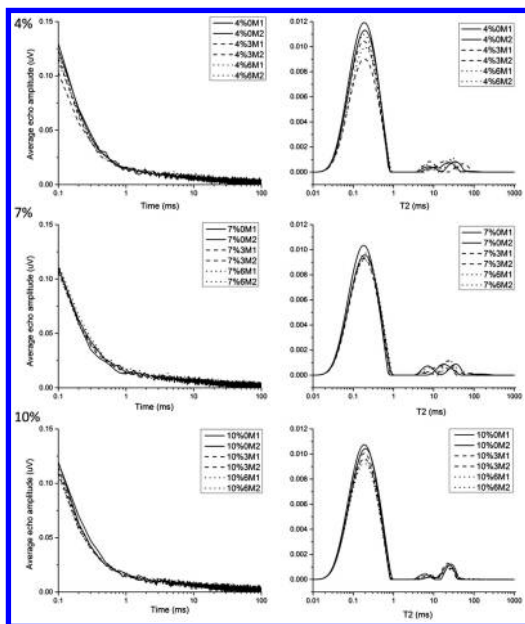 4%
0.15
0.10
0.05
0.00
Average echo amplitude (uV)
0.1 1 10 100
Time (ms)
4%0M1
4%0M2
4%3M1
4%3M2
4%6M1
4%6M2
0.012
0.010
0.008
0.006
0.004
0.002
0.000
0.01 0.1 1 10 100 1000
T2 (ms)
4%0M1
4%0M2
4%3M1
4%3M2
4%6M1
4%6M2
7%
0.15
0.10
0.05
0.00
Average echo amplitude (uV)
0.1 1 10 100
Time (ms)
7%0M1
7%0M2
7%3M1
7%3M2
7%6M1
7%6M2
0.012
0.010
0.008
0.006
0.004
0.002
0.000
0.01 0.1 1 10 100 1000
T2 (ms)
7%0M1
7%0M2
7%3M1
7%3M2
7%6M1
7%6M2
10%
0.15
0.10
0.05
0.00
Average echo amplitude (uV)
0.1 1 10 100
Time (ms)
10%0M1
10%0M2
10%3M1
10%3M2
10%6M1
10%6M2
0.012
0.010
0.008
0.006
0.004
0.002
0.000
0.01 0.1 1 10 100 1000
T2 (ms)
10%0M1
10%0M2
10%3M1
10%3M2
10%6M1
10%6M2